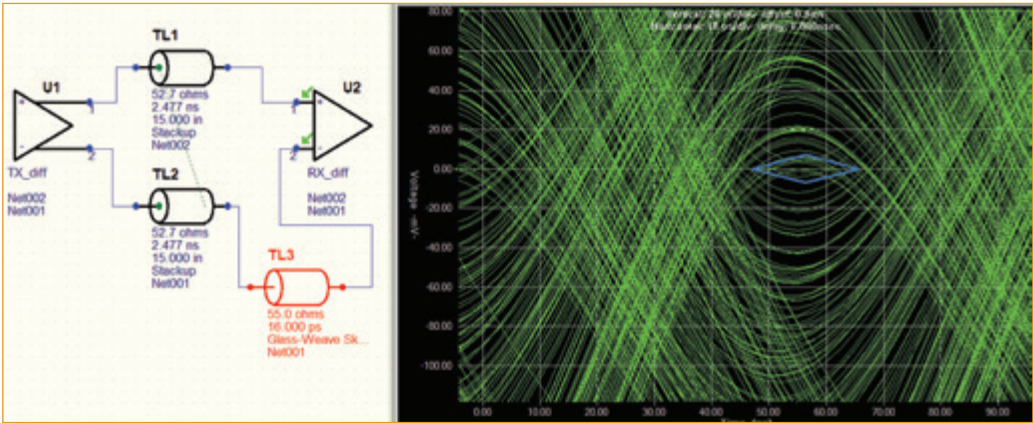 TL1
U1
U2
52.7 ohms
2.477 ns
15.000 in
Stackup
Net002
1
1
2
2
TX_diff
RX_diff
Net002
Net001
Net002
Net001
TL2
52.7 ohms
2.477 ns
15.000 in
Stackup
Net001
TL3
55.0 ohms
16.000 ps
Glass-Weave Sk...
Net001
80.00
60.00
40.00
20.00
0.00
-20.00
-40.00
-60.00
-80.00
-100.00
Voltage -mV-
0.00 10.00 20.00 30.00 40.00 50.00 60.00 70.00 80.00 90.00